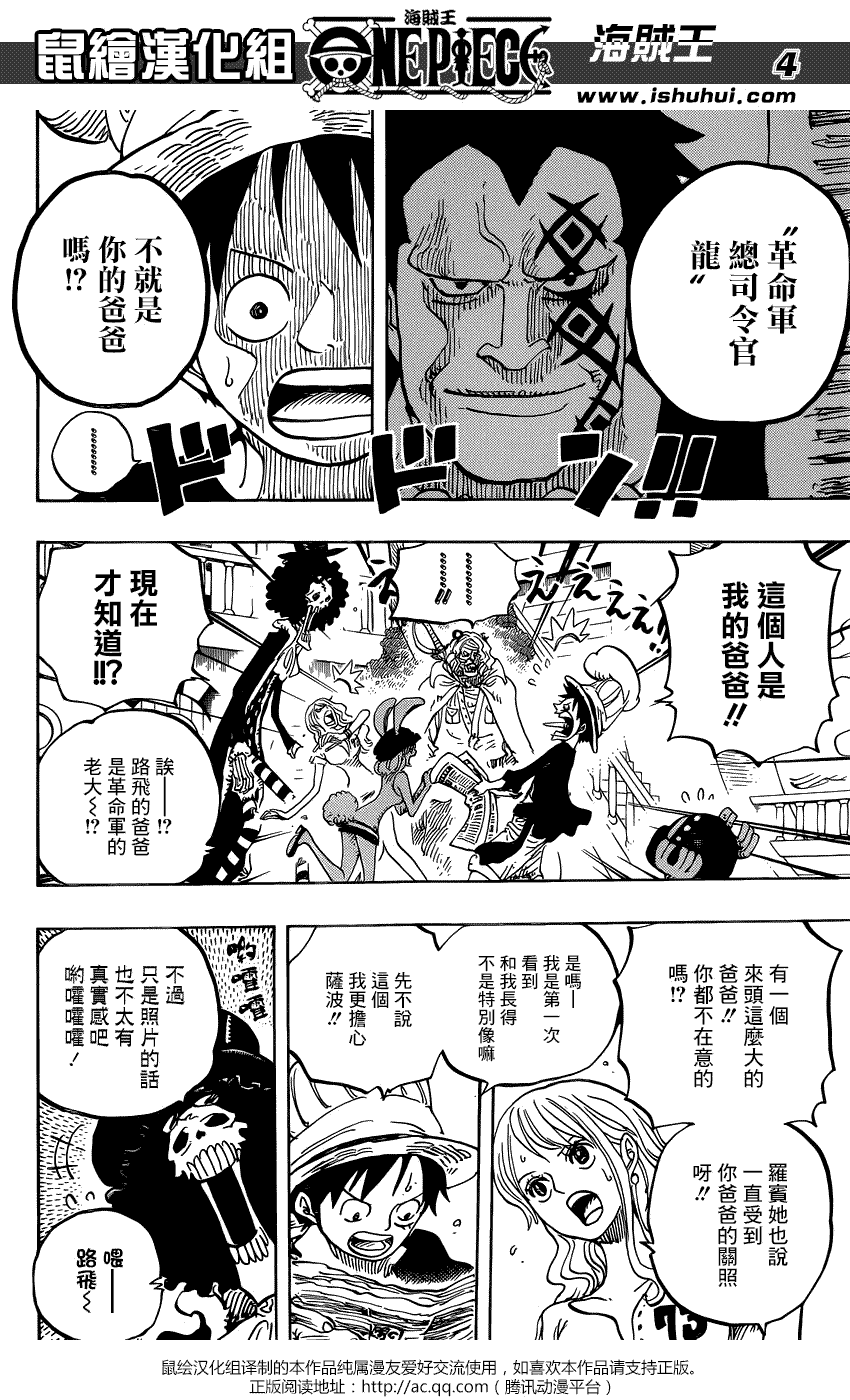 鼠繪漢化組
海賊王
ONE PIECE
海賊王
4
www.ishuhui.com
〝革命軍
總司令官
龍〞
不就是
你的爸爸
嗎!?
………
ドドン!!
這個人是
我的爸爸!!
ええええ!!
……!!
現在
才知道!!?
誒——!?
路飛的爸爸
是革命軍的
老大～!?
有一個
來頭這麼大的
爸爸!!
你都不在意的
嗎!?
羅賓她也說
一直受到
你爸爸的關照
呀!!
是嗎—
我是第一次
看到
和我長得
不是特別像嘛
先不說
這個
我更擔心
薩波!!
73
不過
只是照片的話
也不太有
真實感吧
喲嚯嚯嚯!
喲嚯嚯
喂——
路飛～
鼠绘汉化组译制的本作品纯属漫友爱好交流使用，如喜欢本作品请支持正版。
正版阅读地址：http://ac.qq.com（腾讯动漫平台）